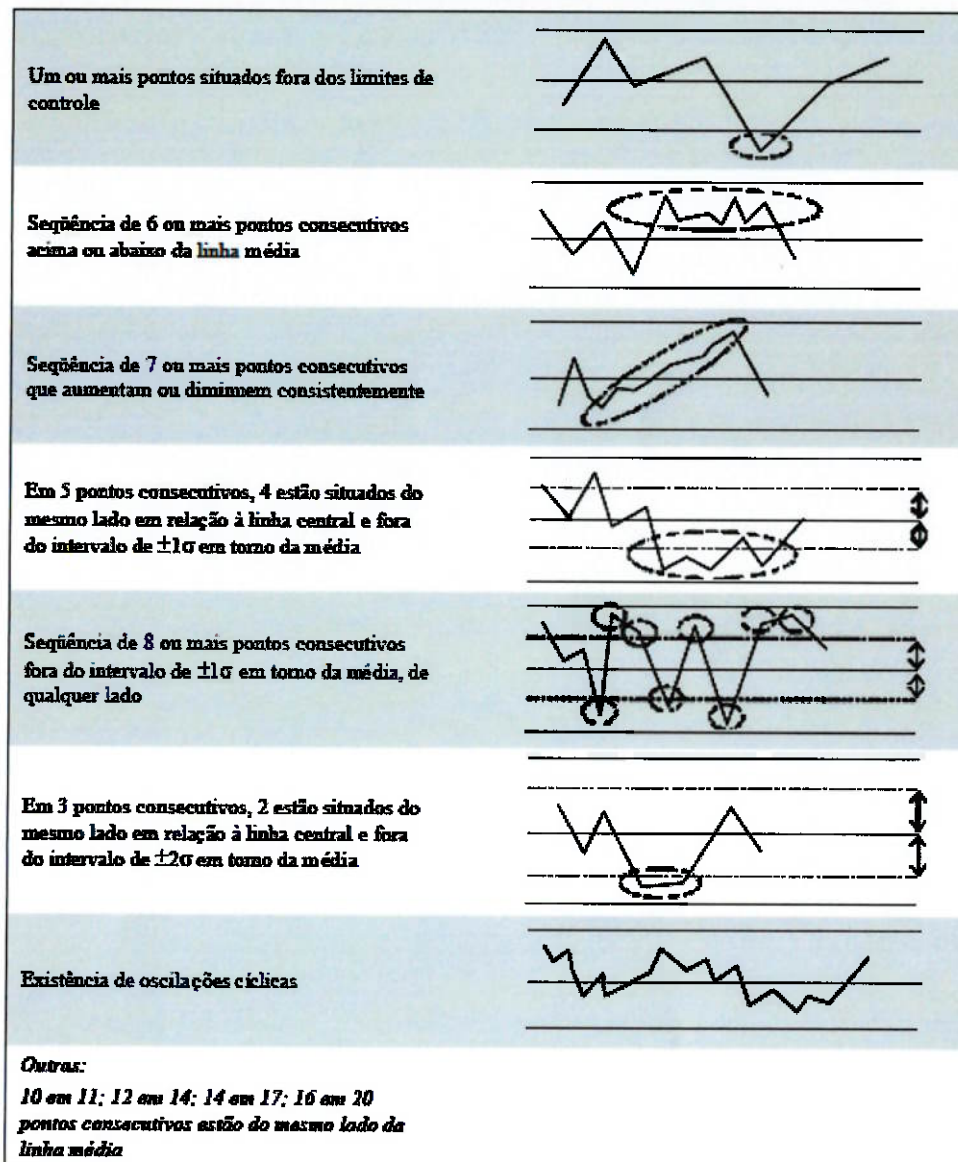 Um ou mais pontos situados fora dos limites de
controle
Seqüência de 6 ou mais pontos consecutivos
acima ou abaixo da linha média
Seqüência de 7 ou mais pontos consecutivos
que aumentam ou diminuem consistentemente
Em 5 pontos consecutivos, 4 estão situados do
mesmo lado em relação à linha central e fora
do intervalo de ±1σ em torno da média
Seqüência de 8 ou mais pontos consecutivos
fora do intervalo de ±1σ em torno da média, de
qualquer lado
Em 3 pontos consecutivos, 2 estão situados do
mesmo lado em relação à linha central e fora
do intervalo de ±2σ em torno da média
Existência de oscilações cíclicas
Outras:
10 em 11; 12 em 14; 14 em 17; 16 em 20
pontos consecutivos estão do mesmo lado da
linha média